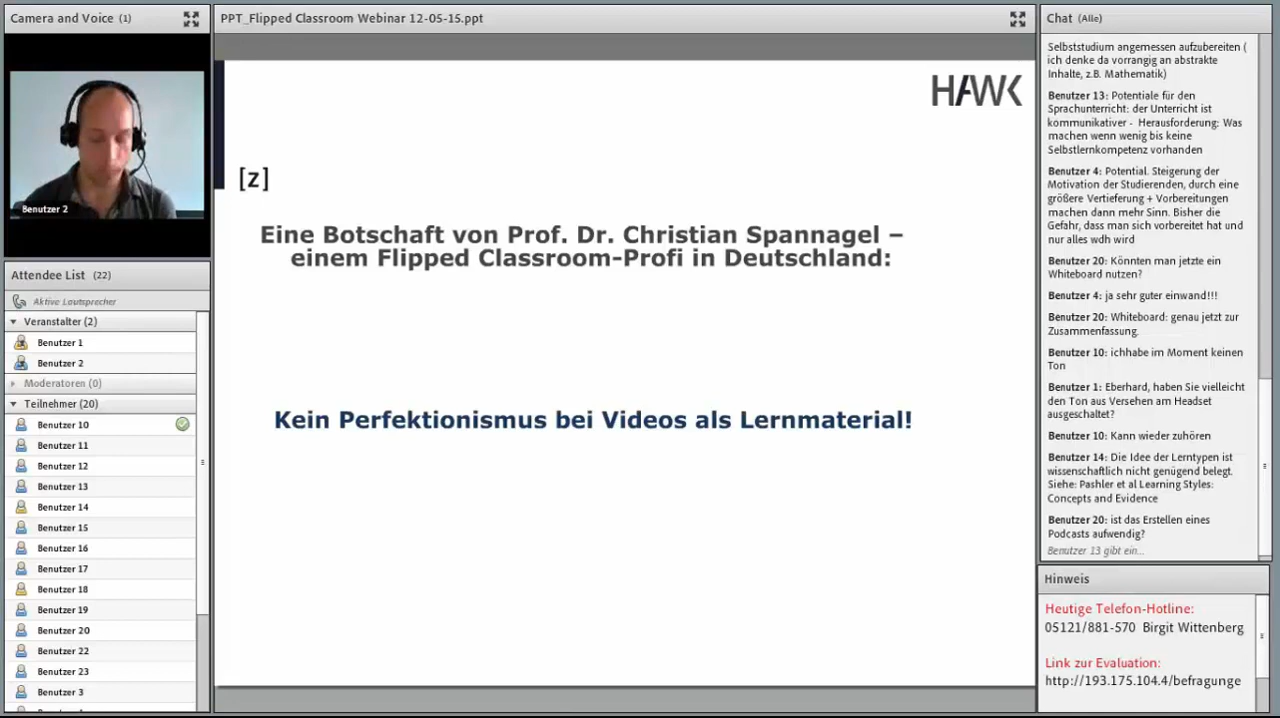 Camera and Voice (1)
Benutzer 2
Attendee List (22)
Aktive Lautsprecher
Veranstalter (2)
Benutzer 1
Benutzer 2
Moderatoren (0)
Teilnehmer (20)
Benutzer 10
Benutzer 11
Benutzer 12
Benutzer 13
Benutzer 14
Benutzer 15
Benutzer 16
Benutzer 17
Benutzer 18
Benutzer 19
Benutzer 20
Benutzer 22
Benutzer 23
Benutzer 3
PPT_Flipped Classroom Webinar 12-05-15.ppt
HAWK
[z]
Eine Botschaft von Prof. Dr. Christian Spannagel –
einem Flipped Classroom-Profi in Deutschland:
Kein Perfektionismus bei Videos als Lernmaterial!
Chat (Alle)
Selbststudium angemessen aufzubereiten (
ich denke da vorrangig an abstrakte
Inhalte, z.B. Mathematik)
Benutzer 13: Potentiale für den
Sprachunterricht: der Unterricht ist
kommunikativer - Herausforderung: Was
machen wenn wenig bis keine
Selbstlernkompetenz vorhanden
Benutzer 4: Potential. Steigerung der
Motivation der Studierenden, durch eine
größere Vertiefung + Vorbereitungen
machen dann mehr Sinn. Bisher die
Gefahr, dass man sich vorbereitet hat und
nur alles wdh wird
Benutzer 20: Könnten man jetzte ein
Whiteboard nutzen?
Benutzer 4: ja sehr guter einwand!!!
Benutzer 20: Whiteboard: genau jetzt zur
Zusammenfassung.
Benutzer 10: ichhabe im Moment keinen
Ton
Benutzer 1: Eberhard, haben Sie vielleicht
den Ton aus Versehen am Headset
ausgeschaltet?
Benutzer 10: Kann wieder zuhören
Benutzer 14: Die Idee der Lerntypen ist
wissenschaftlich nicht genügend belegt.
Siehe: Pashler et al Learning Styles:
Concepts and Evidence
Benutzer 20: ist das Erstellen eines
Podcasts aufwendig?
Benutzer 13 gibt ein...
Hinweis
Heutige Telefon-Hotline:
05121/881-570 Birgit Wittenberg
Link zur Evaluation:
http://193.175.104.4/befragunge